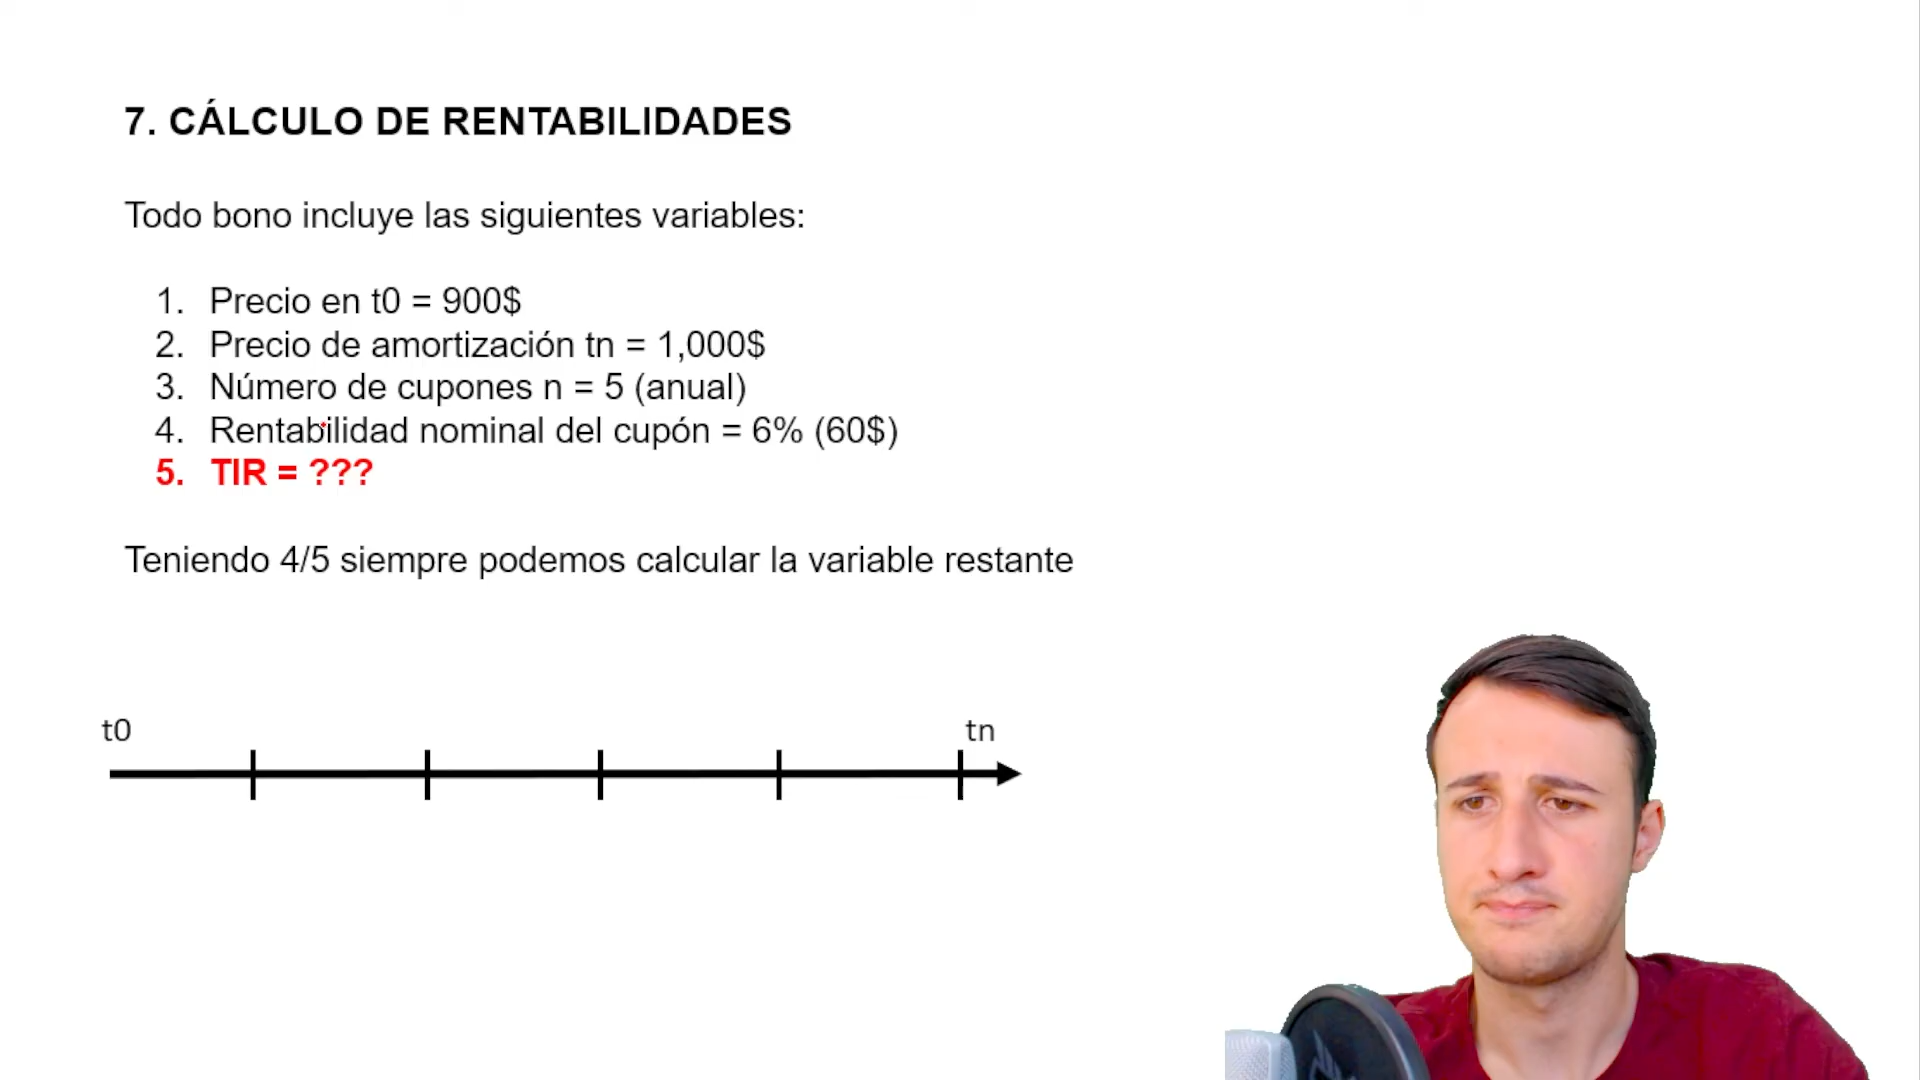 7. CÁLCULO DE RENTABILIDADES
Todo bono incluye las siguientes variables:
1. Precio en t0 = 900$
2. Precio de amortización tn = 1,000$
3. Número de cupones n = 5 (anual)
4. Rentabilidad nominal del cupón = 6% (60$)
5. TIR = ???
Teniendo 4/5 siempre podemos calcular la variable restante
t0 tn